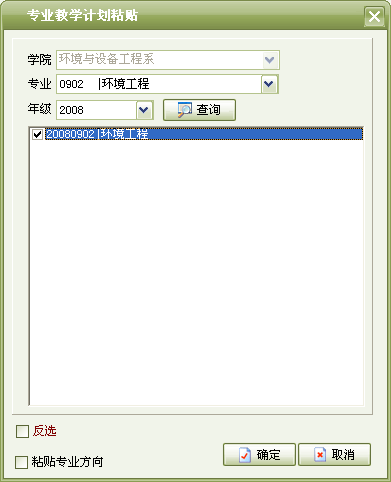 专业教学计划粘贴
学院 环境与设备工程系
专业 0902 |环境工程
年级 2008 查询
20080902|环境工程
反选
粘贴专业方向 确定 取消